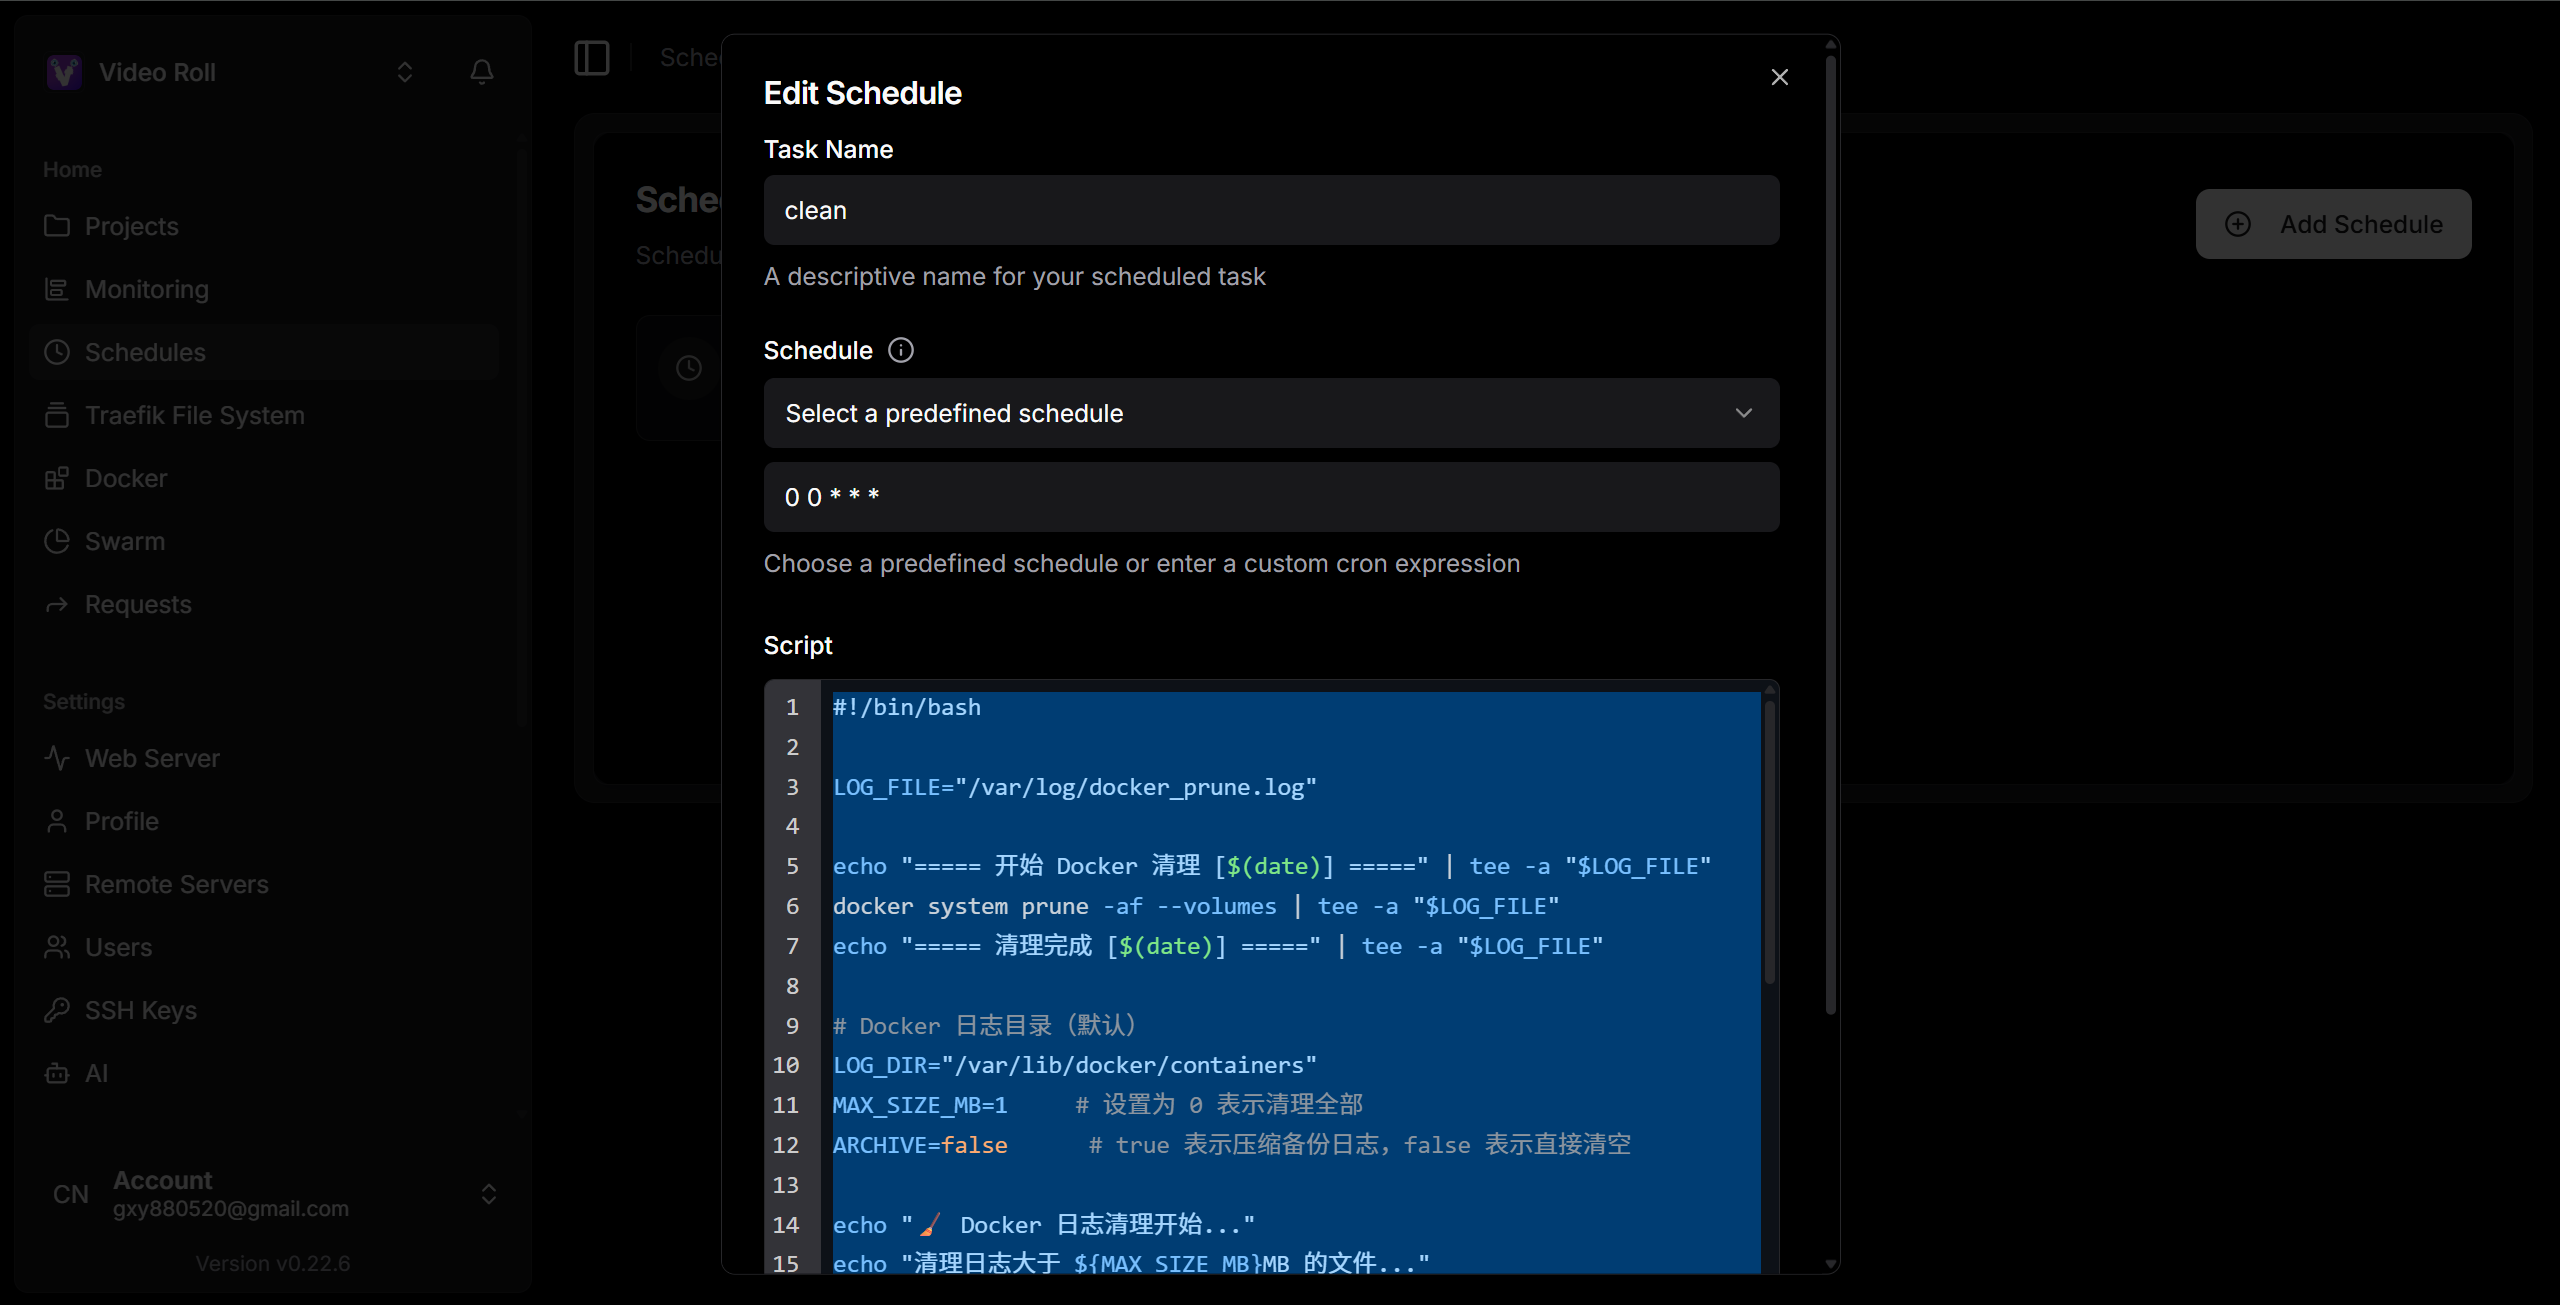 Video Roll
Home
Projects
Monitoring
Schedules
Traefik File System
Docker
Swarm
Requests
Settings
Web Server
Profile
Remote Servers
Users
SSH Keys
AI
CN
Account
gxy880520@gmail.com
Version v0.22.6
Sche
Sche
Schedu
Add Schedule
Edit Schedule
Task Name
clean
A descriptive name for your scheduled task
Schedule
Select a predefined schedule
0 0 * * *
Choose a predefined schedule or enter a custom cron expression
Script
1 #!/bin/bash
2
3 LOG_FILE="/var/log/docker_prune.log"
4
5 echo "===== 开始 Docker 清理 [$(date)] =====" | tee -a "$LOG_FILE"
6 docker system prune -af --volumes | tee -a "$LOG_FILE"
7 echo "===== 清理完成 [$(date)] =====" | tee -a "$LOG_FILE"
8
9 # Docker 日志目录（默认）
10 LOG_DIR="/var/lib/docker/containers"
11 MAX_SIZE_MB=1 # 设置为 0 表示清理全部
12 ARCHIVE=false # true 表示压缩备份日志，false 表示直接清空
13
14 echo "🧹 Docker 日志清理开始..."
15 echo "清理日志大于 ${MAX_SIZE_MB}MB 的文件..."